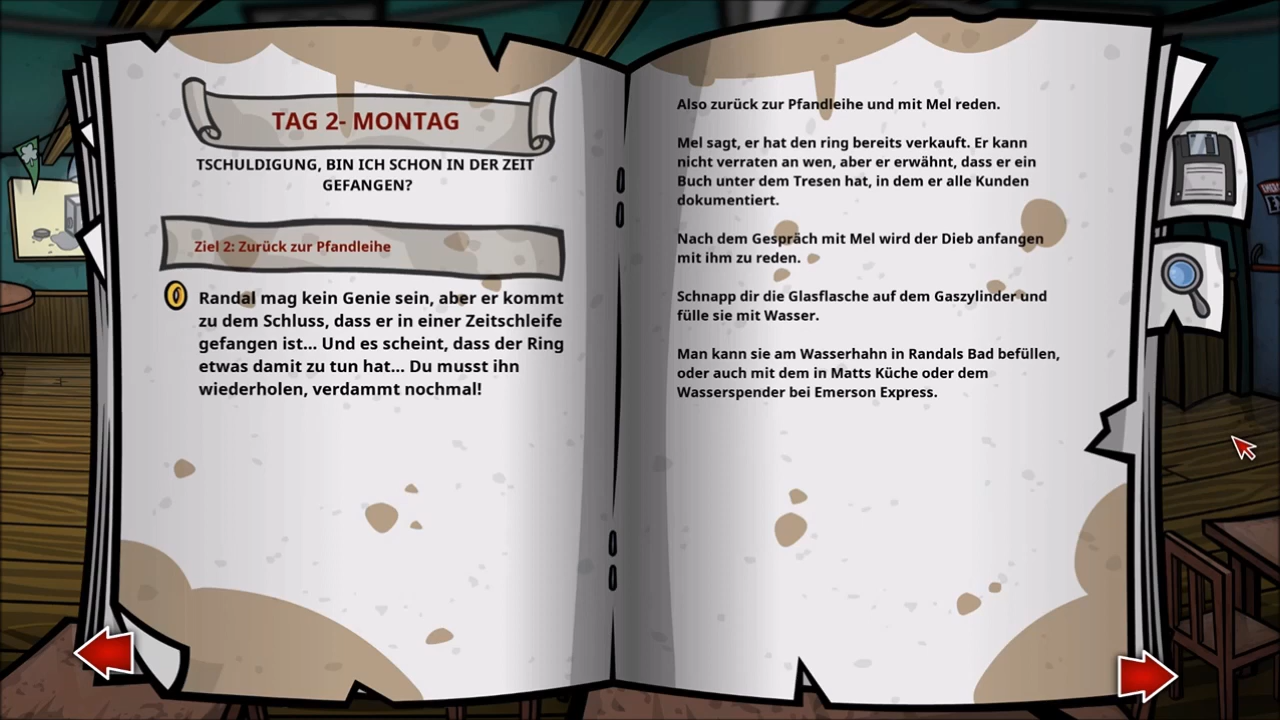 TAG 2- MONTAG
TSCHULDIGUNG, BIN ICH SCHON IN DER ZEIT
GEFANGEN?
Ziel 2: Zurück zur Pfandleihe
Randal mag kein Genie sein, aber er kommt
zu dem Schluss, dass er in einer Zeitschleife
gefangen ist... Und es scheint, dass der Ring
etwas damit zu tun hat... Du musst ihn
wiederholen, verdammt nochmal!
Also zurück zur Pfandleihe und mit Mel reden.
Mel sagt, er hat den ring bereits verkauft. Er kann
nicht verraten an wen, aber er erwähnt, dass er ein
Buch unter dem Tresen hat, in dem er alle Kunden
dokumentiert.
Nach dem Gespräch mit Mel wird der Dieb anfangen
mit ihm zu reden.
Schnapp dir die Glasflasche auf dem Gaszylinder und
fülle sie mit Wasser.
Man kann sie am Wasserhahn in Randals Bad befüllen,
oder auch mit dem in Matts Küche oder dem
Wasserspender bei Emerson Express.